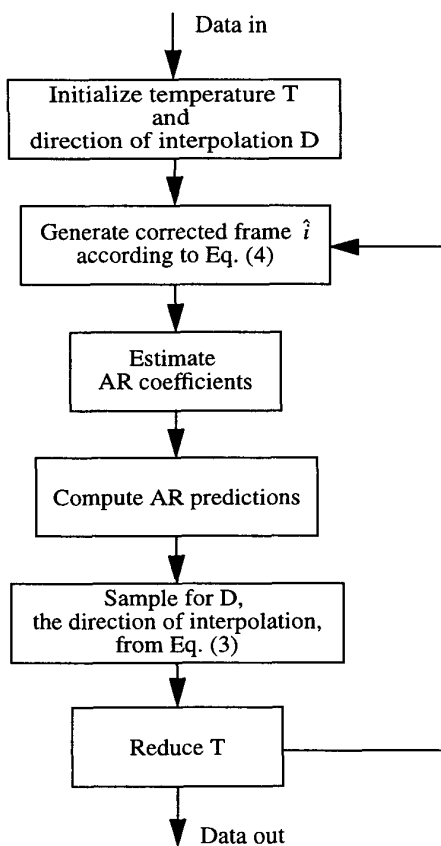 Data in
Initialize temperature T
and
direction of interpolation D
Generate corrected frame î
according to Eq. (4)
Estimate
AR coefficients
Compute AR predictions
Sample for D,
the direction of interpolation,
from Eq. (3)
Reduce T
Data out